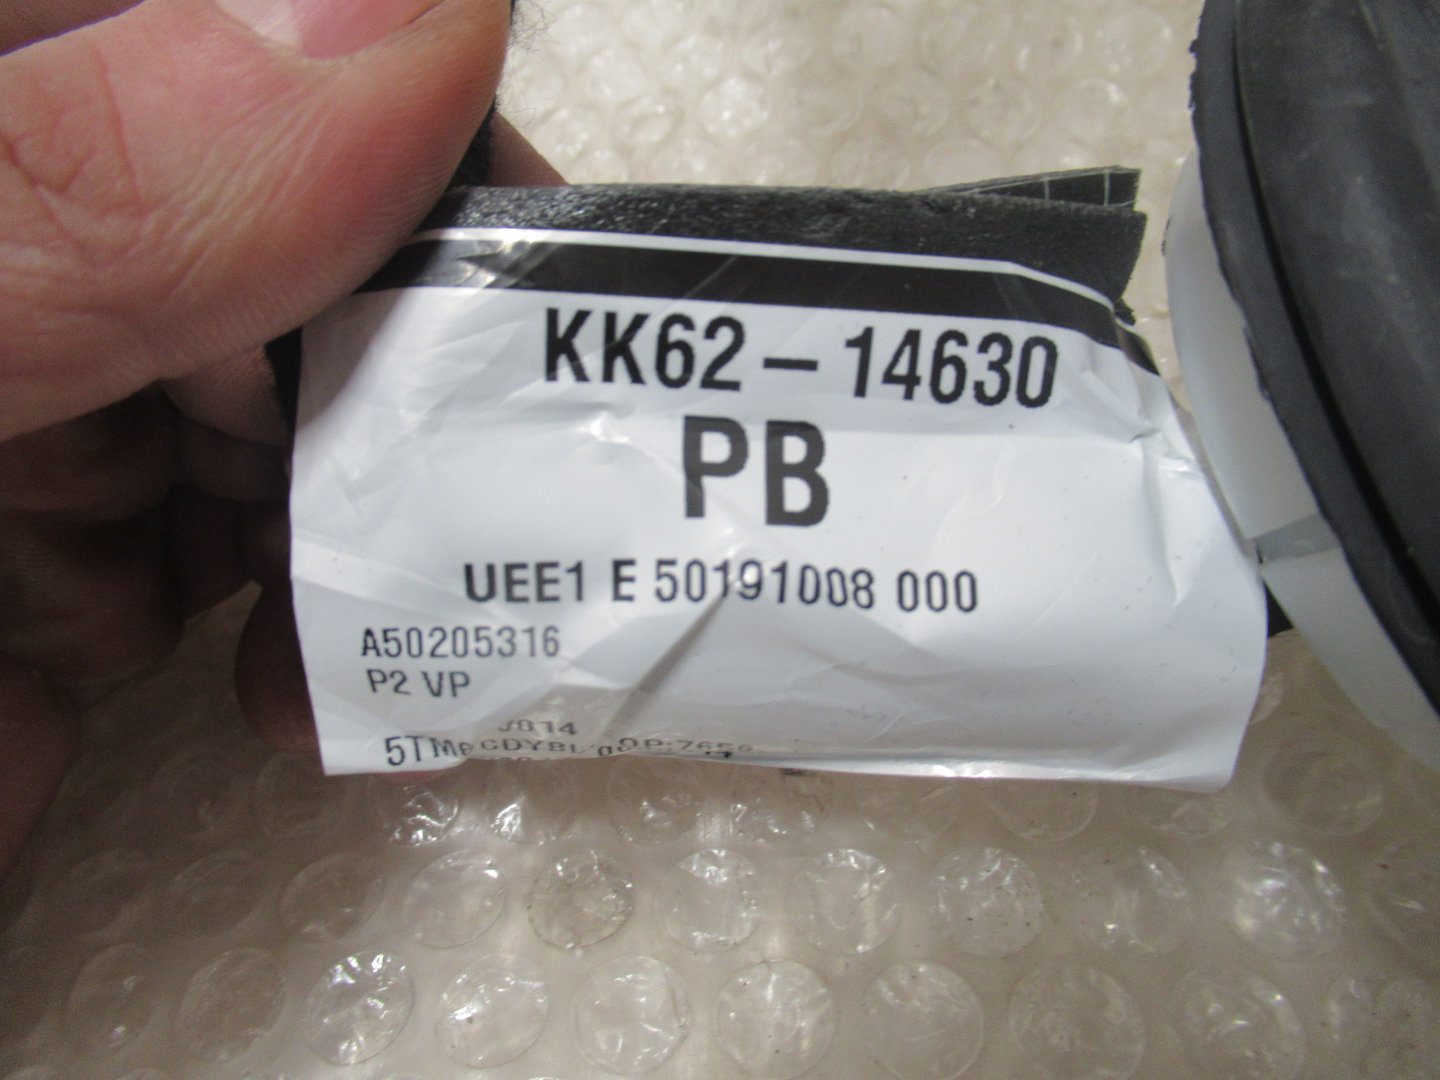 KK62-14630
PB
UEE1 E 50191008 000
A50205316
P2 VP